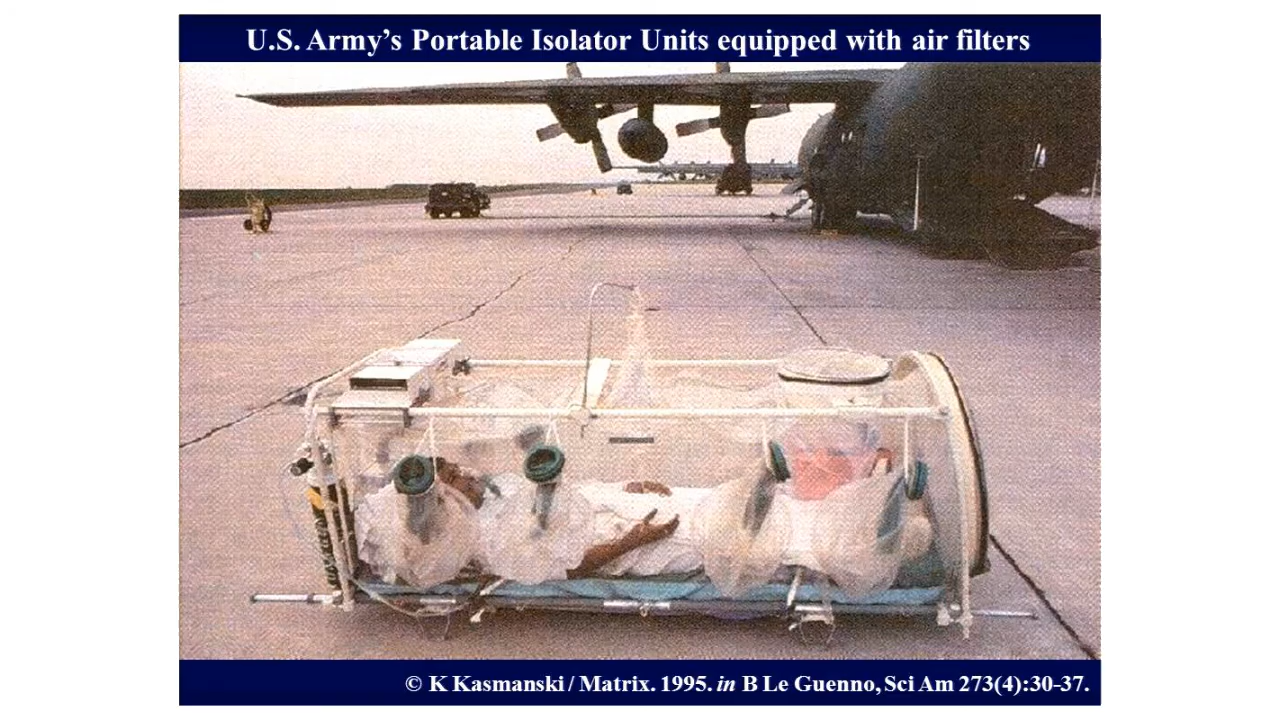 U.S. Army’s Portable Isolator Units equipped with air filters
© K Kasmanski / Matrix. 1995. in B Le Guenno, Sci Am 273(4):30-37.